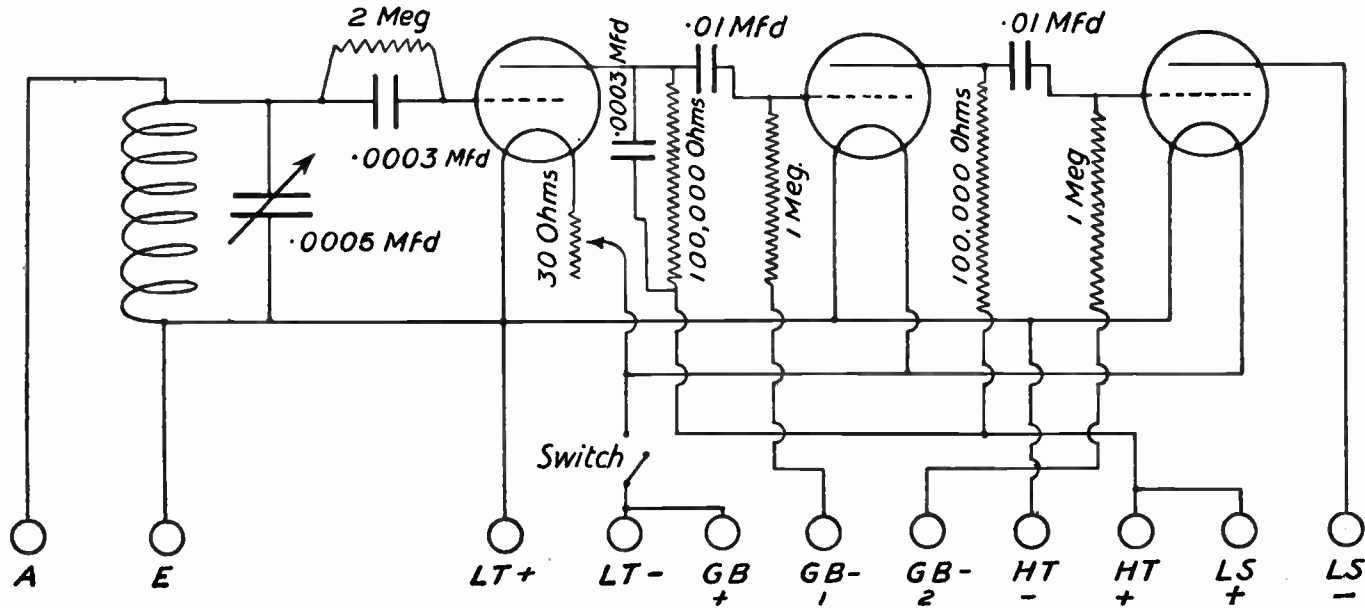 2 Meg
.0003 Mfd
.0005 Mfd
30 Ohms
.0003 Mfd
100,000 Ohms
.01 Mfd
1 Meg.
100.000 Ohms
.01 Mfd
1 Meg
Switch
A
E
LT+
LT-
GB
+
GB-
1
GB-
2
HT
-
HT
+
LS
+
LS
-